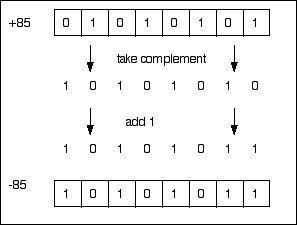 +85 0 1 0 1 0 1 0 1
take complement
1 0 1 0 1 0 1 0
add 1
1 0 1 0 1 0 1 1
-85 1 0 1 0 1 0 1 1